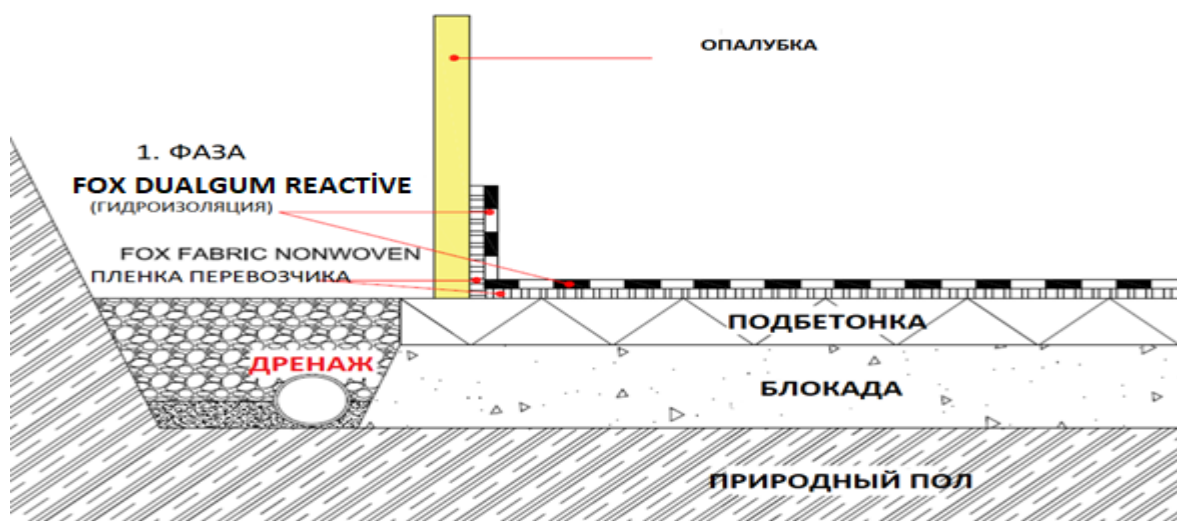 ОПАЛУБКА
1. ФАЗА
FOX DUALGUM REACTİVE
(ГИДРОИЗОЛЯЦИЯ)
FOX FABRIC NONWOVEN
ПЛЕНКА ПЕРЕВОЗЧИКА
ПОДБЕТОНКА
ДРЕНАЖ
БЛОКАДА
ПРИРОДНЫЙ ПОЛ